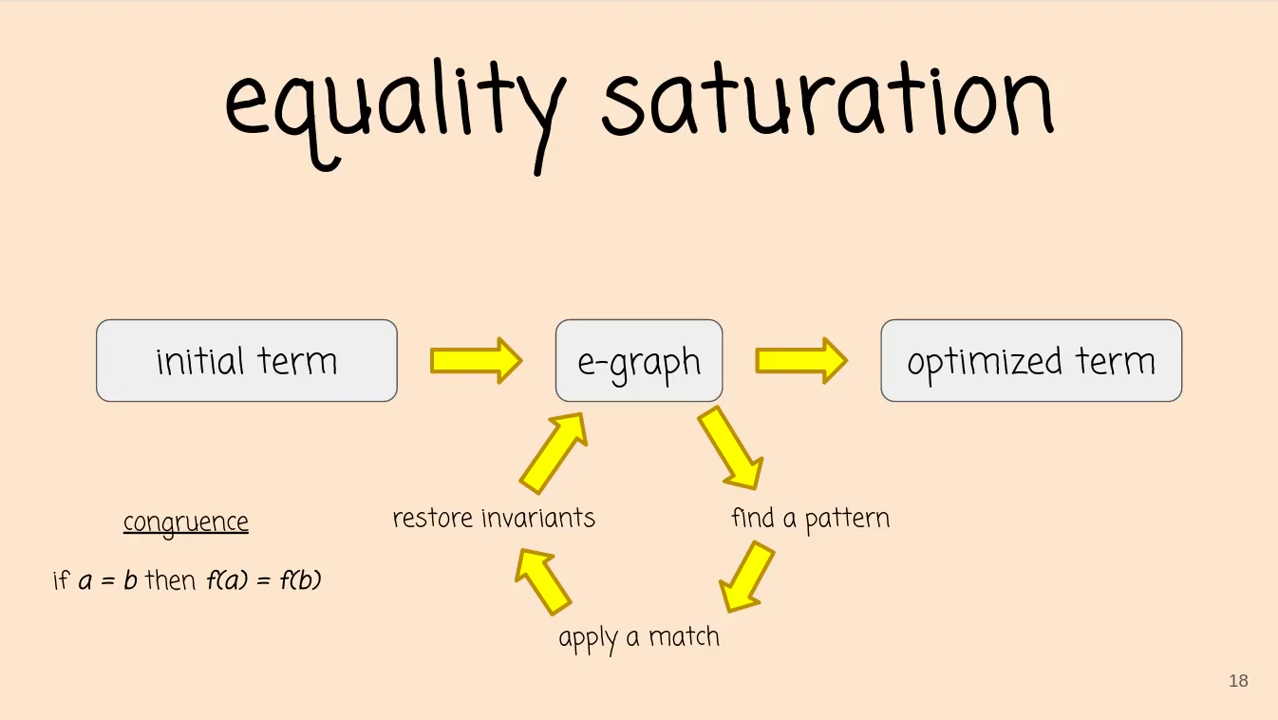 equality saturation
initial term
e-graph
optimized term
restore invariants
find a pattern
congruence
if a = b then f(a) = f(b)
apply a match
18